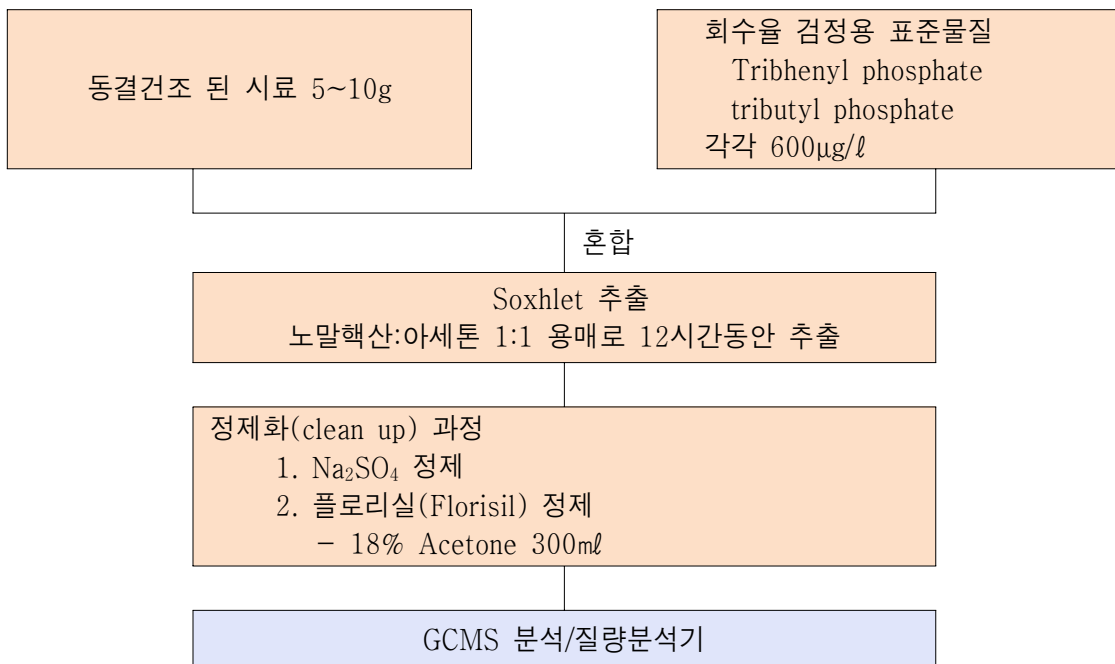 동결건조 된 시료 5~10g
회수율 검정용 표준물질
Tribhenyl phosphate
tributyl phosphate
각각 600μg/ℓ
혼합
Soxhlet 추출
노말핵산:아세톤 1:1 용매로 12시간동안 추출
정제화(clean up) 과정
1. Na₂SO₄ 정제
2. 플로리실(Florisil) 정제
- 18% Acetone 300㎖
GCMS 분석/질량분석기